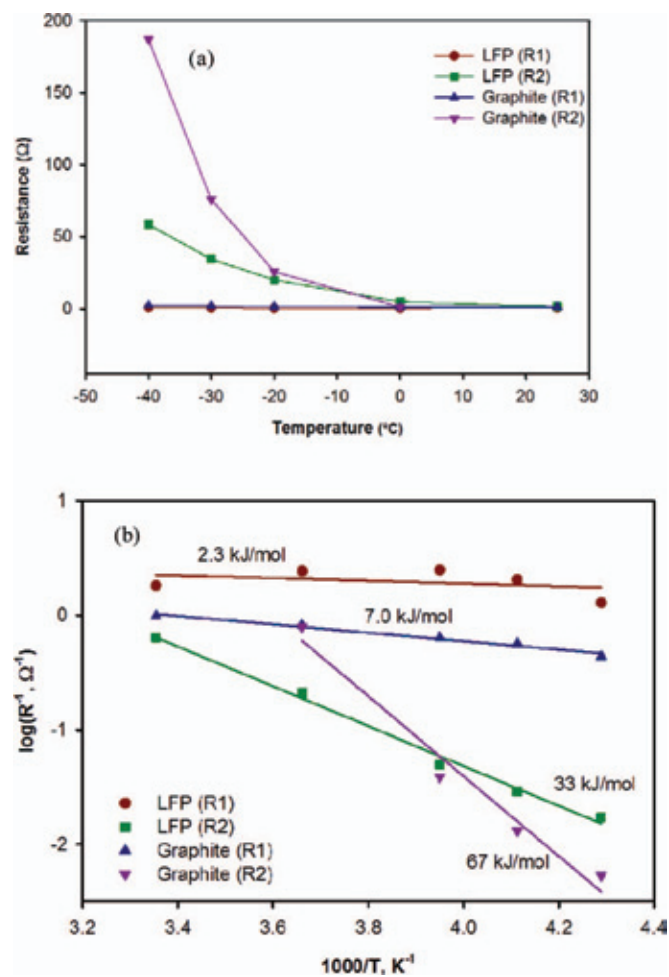 (a)
LFP (R1)
LFP (R2)
Graphite (R1)
Graphite (R2)
200
150
100
50
0
Resistance (Ω)
-50 -40 -30 -20 -10 0 10 20 30
Temperature (°C)
(b)
2.3 kJ/mol
7.0 kJ/mol
33 kJ/mol
67 kJ/mol
LFP (R1)
LFP (R2)
Graphite (R1)
Graphite (R2)
1
0
-1
-2
log(R⁻¹, Ω⁻¹)
3.2 3.4 3.6 3.8 4.0 4.2 4.4
1000/T, K⁻¹